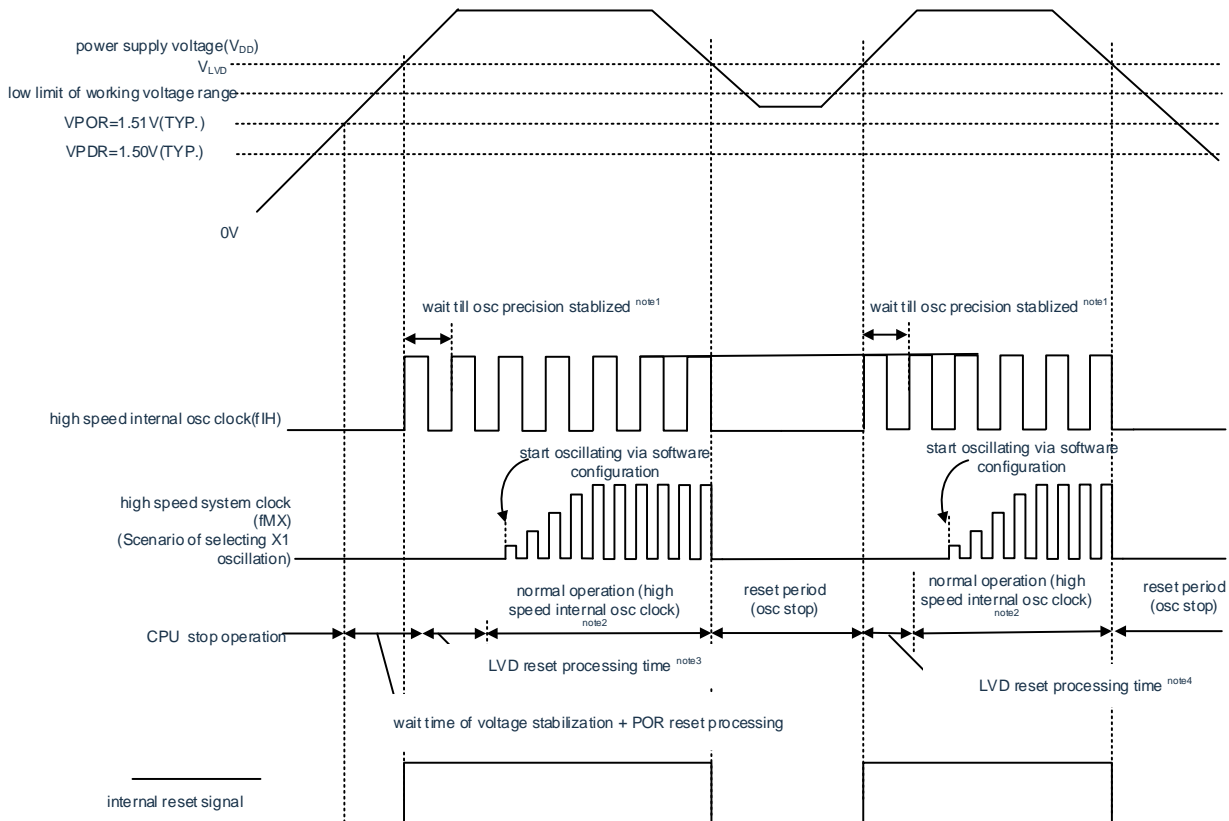 power supply voltage(VDD)
VLVD
low limit of working voltage range
VPOR=1.51V(TYP.)
VPDR=1.50V(TYP.)
0V
wait till osc precision stablized note1
wait till osc precision stablized note1
high speed internal osc clock(fIH)
start oscillating via software
configuration
start oscillating via software
configuration
high speed system clock
(fMX)
(Scenario of selecting X1
oscillation)
normal operation (high
speed internal osc clock)
note2
reset period
(osc stop)
normal operation (high
speed internal osc clock)
note2
reset period
(osc stop)
CPU stop operation
LVD reset processing time note3
LVD reset processing time note4
wait time of voltage stabilization + POR reset processing
internal reset signal